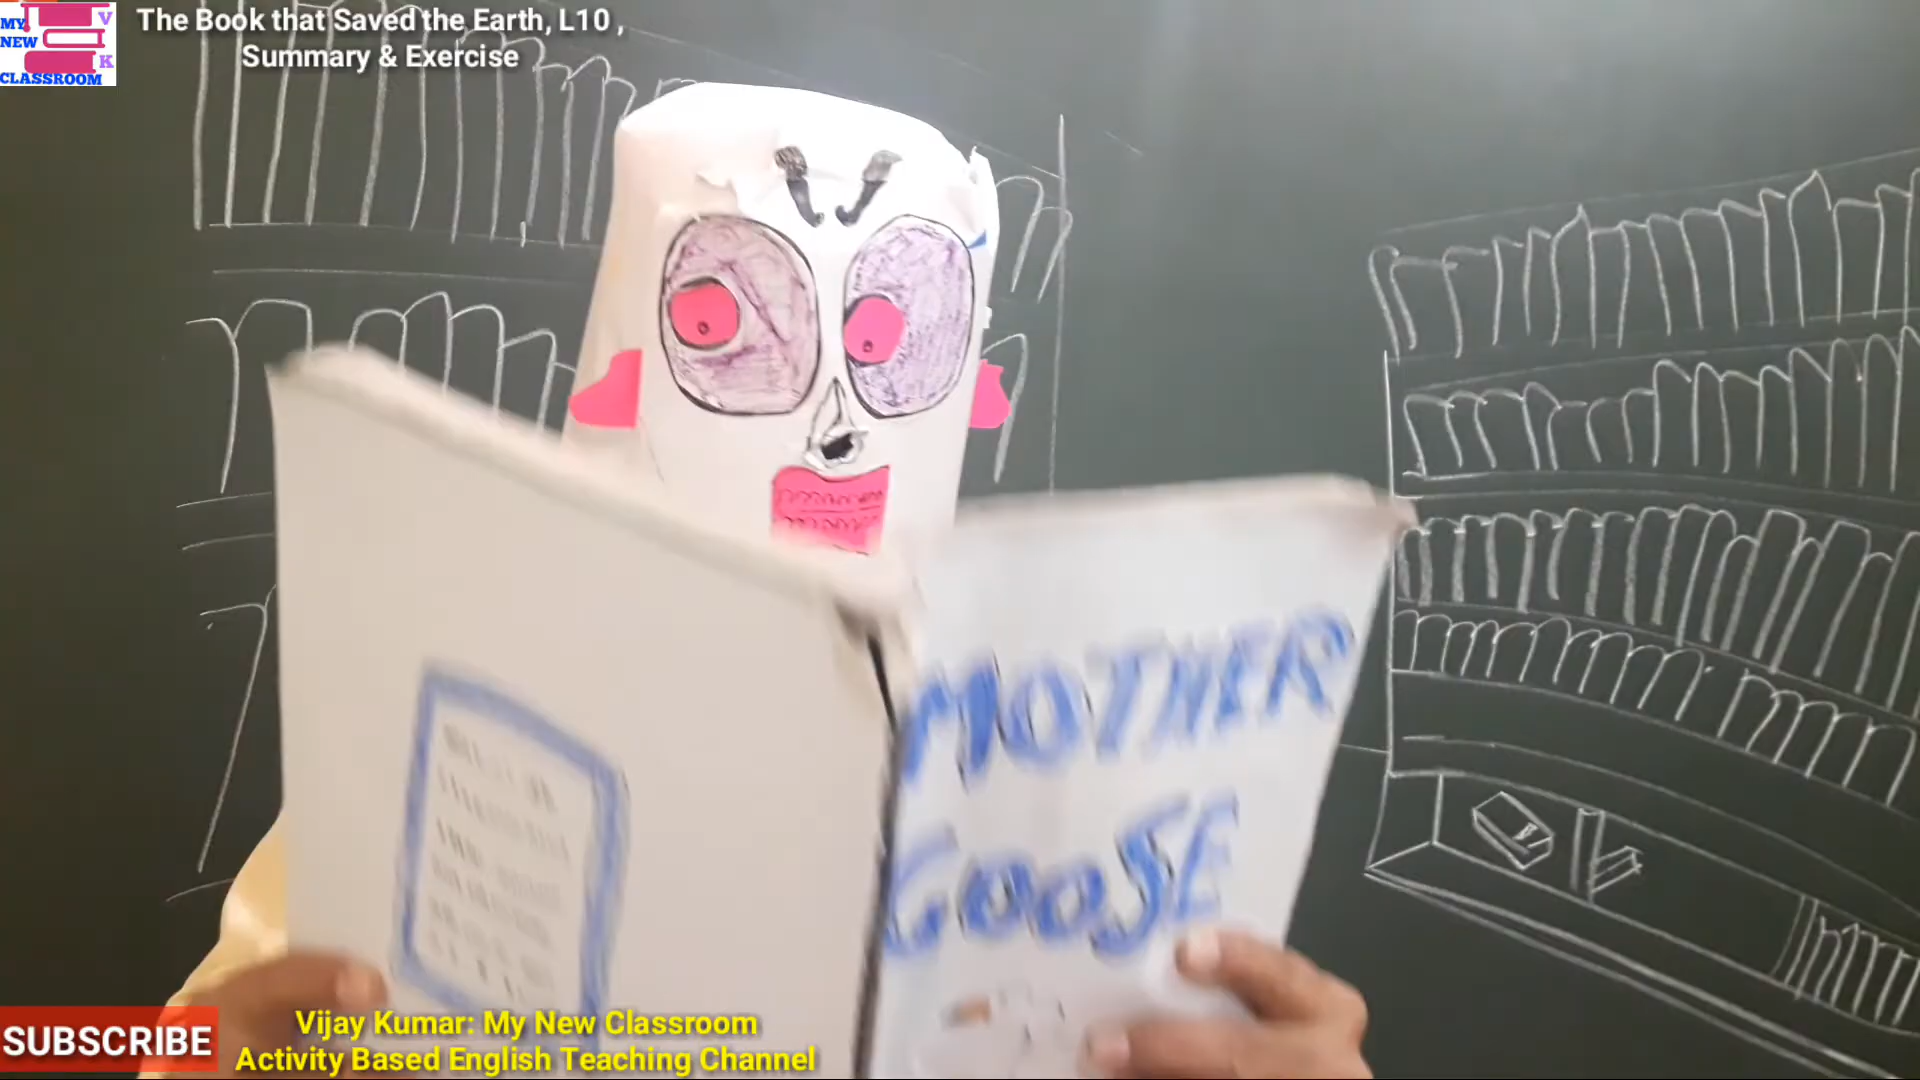 MY
NEW
CLASSROOM
V
K
The Book that Saved the Earth, L10 ,
Summary & Exercise
MOTHER
GOOSE
SUBSCRIBE
Vijay Kumar: My New Classroom
Activity Based English Teaching Channel